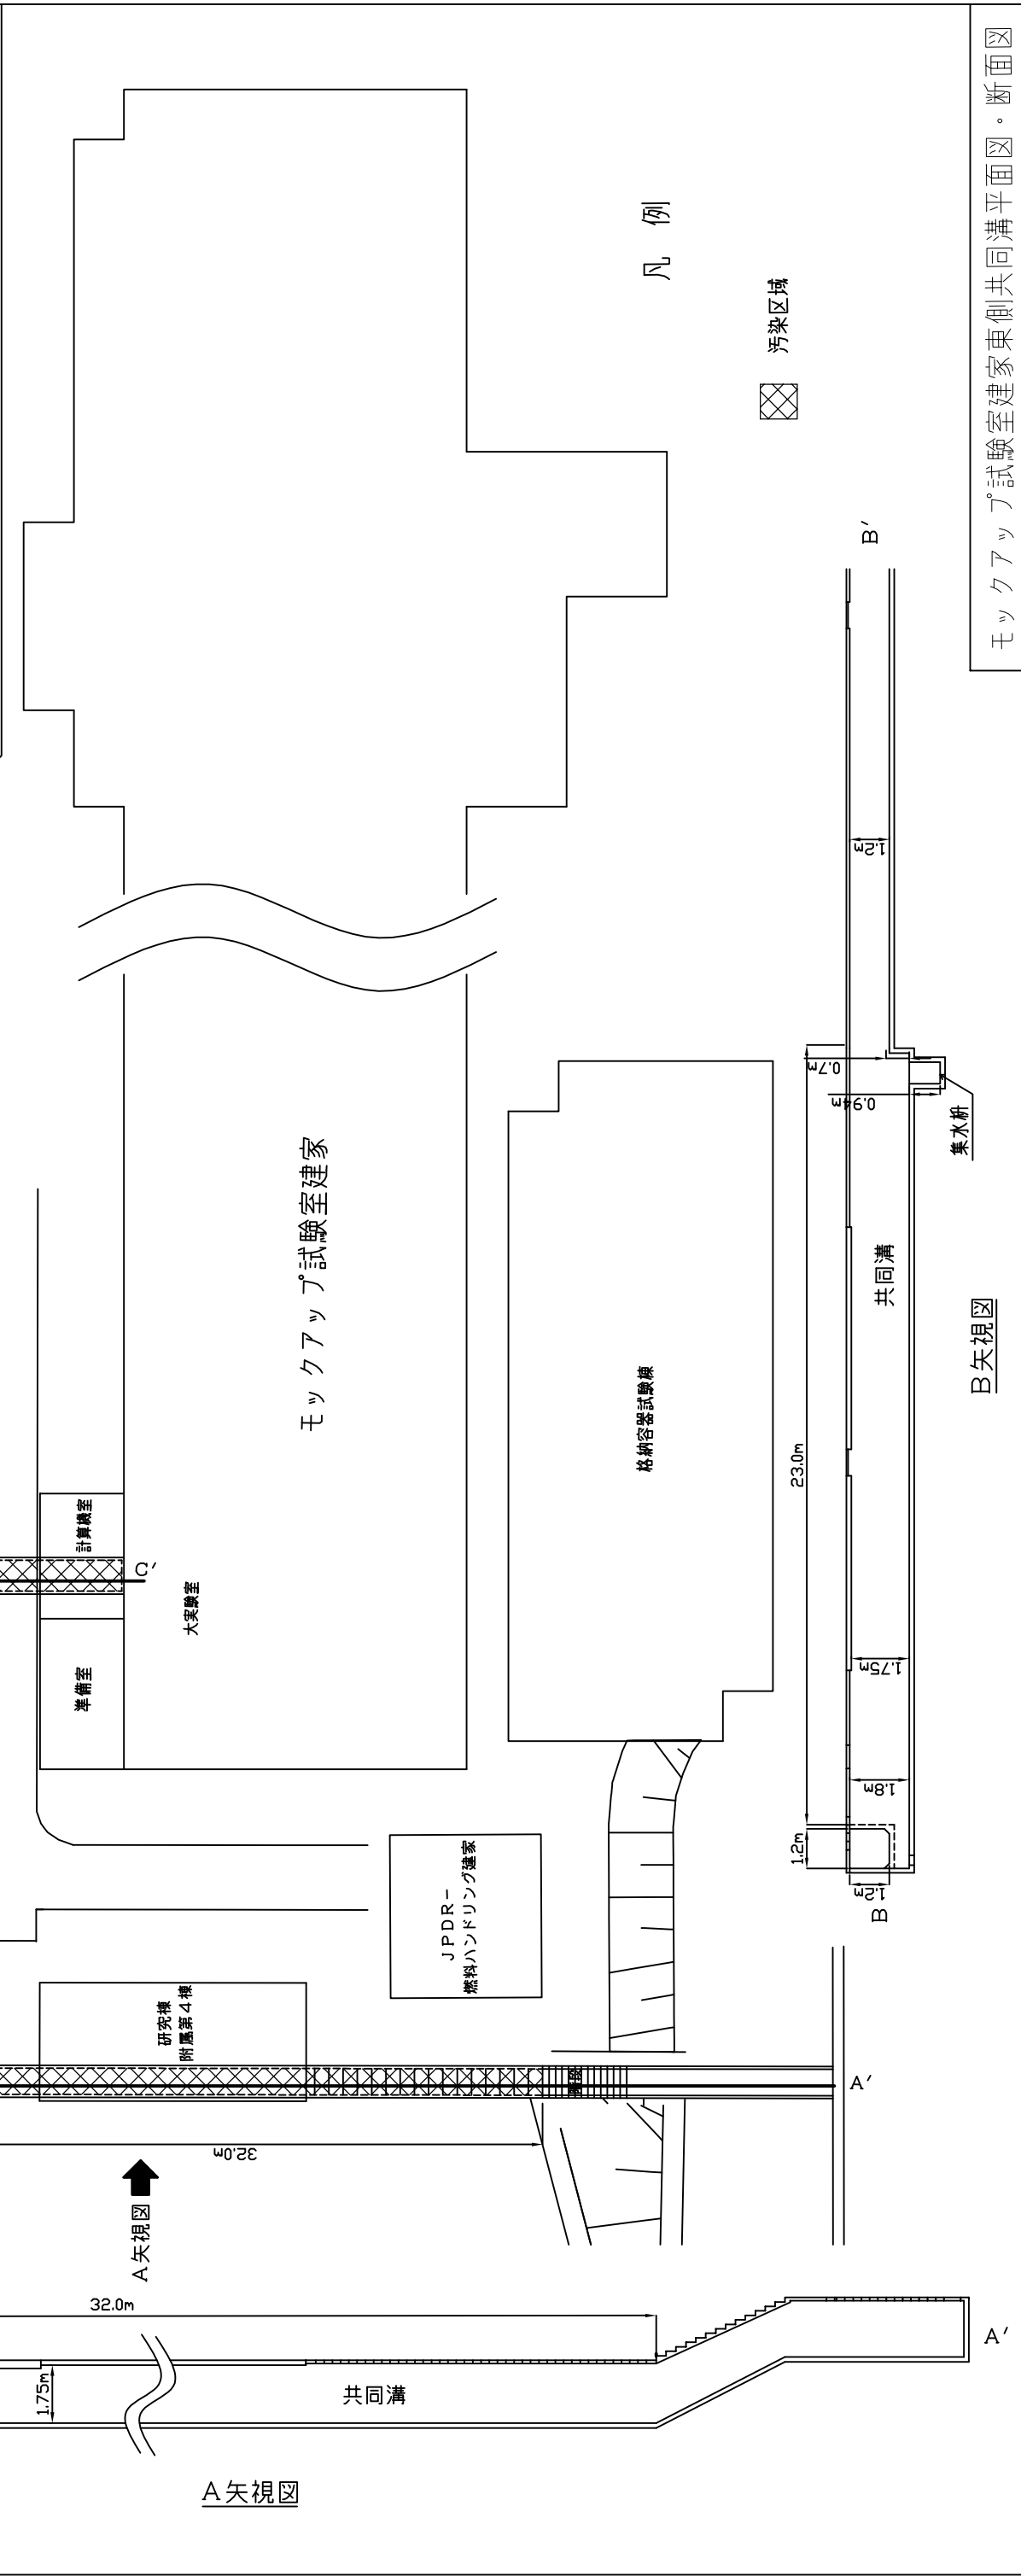 モックアップ試験室建家東側共同溝平面図・断面図
凡 例
汚染区域
モックアップ試験室建家
計算機室
準備室
大実験室
C'
格納容器試験棟
JPDR-
燃料ハンドリング建家
研究棟
附属第4棟
階段
A'
32.0m
A矢視図
32.0m
1.75m
共同溝
A'
A矢視図
B'
1.2m
0.7m
0.94m
集水枡
共同溝
23.0m
1.75m
1.8m
1.2m
1.2m
B
B矢視図